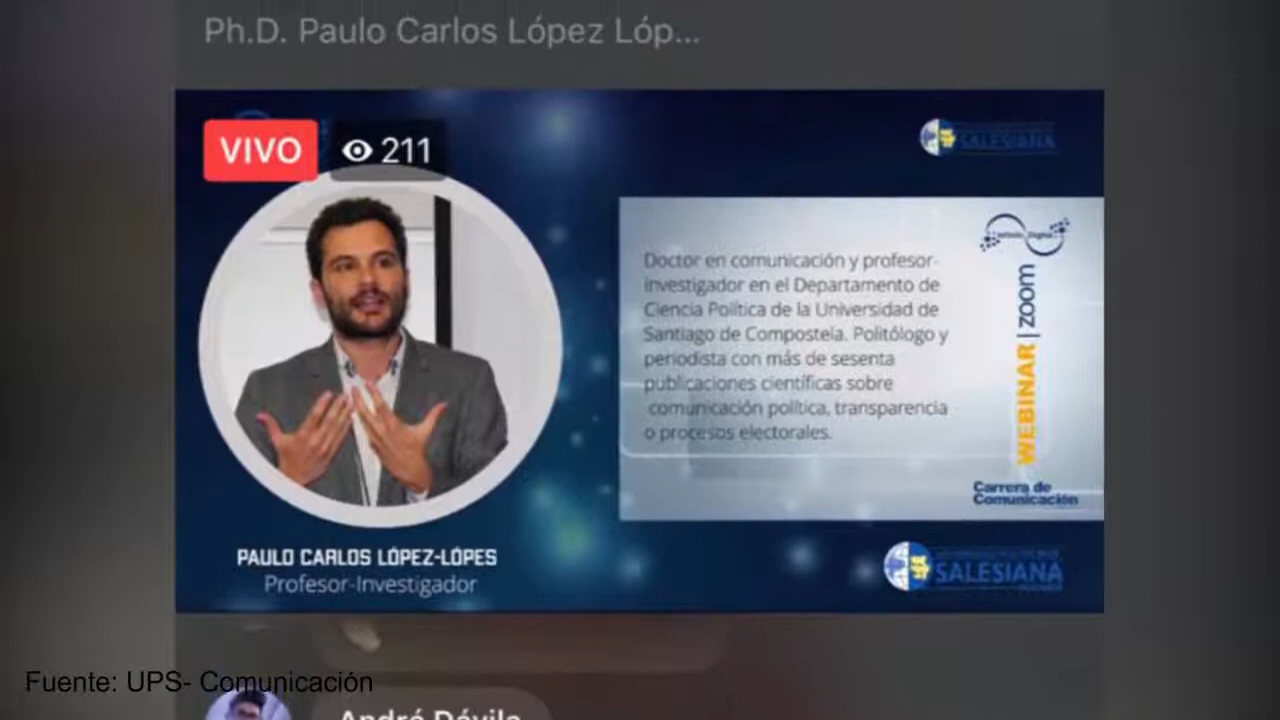 Ph.D. Paulo Carlos López Lóp...
VIVO 211
SALESIANA
Doctor en comunicación y profesor-
investigador en el Departamento de
Ciencia Política de la Universidad de
Santiago de Compostela. Politólogo y
periodista con más de sesenta
publicaciones científicas sobre
comunicación política, transparencia
o procesos electorales.
WEBINAR | zoom
Carrera de
Comunicación
PAULO CARLOS LÓPEZ-LÓPES
Profesor-Investigador
SALESIANA
Fuente: UPS- Comunicación
André Dávila